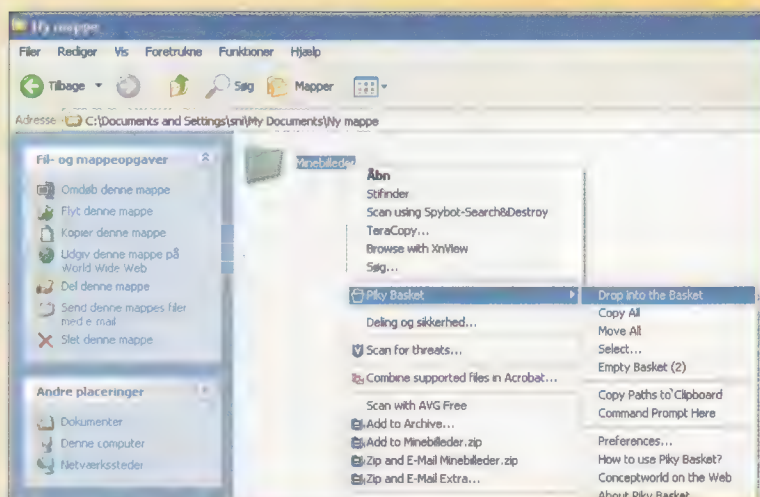 Ny mappe
Filer Rediger Vis Foretrukne Funktioner Hjælp
Tilbage Søg Mapper
Adresse C:\Documents and Settings\sni\My Documents\Ny mappe
Fil- og mappeopgaver
Omdøb denne mappe
Flyt denne mappe
Kopier denne mappe
Udgiv denne mappe på
World Wide Web
Del denne mappe
Send denne mappes filer
med e-mail
Slet denne mappe
Andre placeringer
Dokumenter
Denne computer
Netværkssteder
Minebilleder
Åbn
Stifinder
Scan using Spybot-Search&Destroy
TeraCopy...
Browse with XnView
Søg...
Piky Basket
Deling og sikkerhed...
Scan for threats...
Combine supported files in Acrobat...
Scan with AVG Free
Add to Archive...
Add to Minebilleder.zip
Zip and E-Mail Minebilleder.zip
Zip and E-Mail Extra...
Drop into the Basket
Copy All
Move All
Select...
Empty Basket (2)
Copy Paths to Clipboard
Command Prompt Here
Preferences...
How to use Piky Basket?
Conceptworld on the Web
About Piky Basket